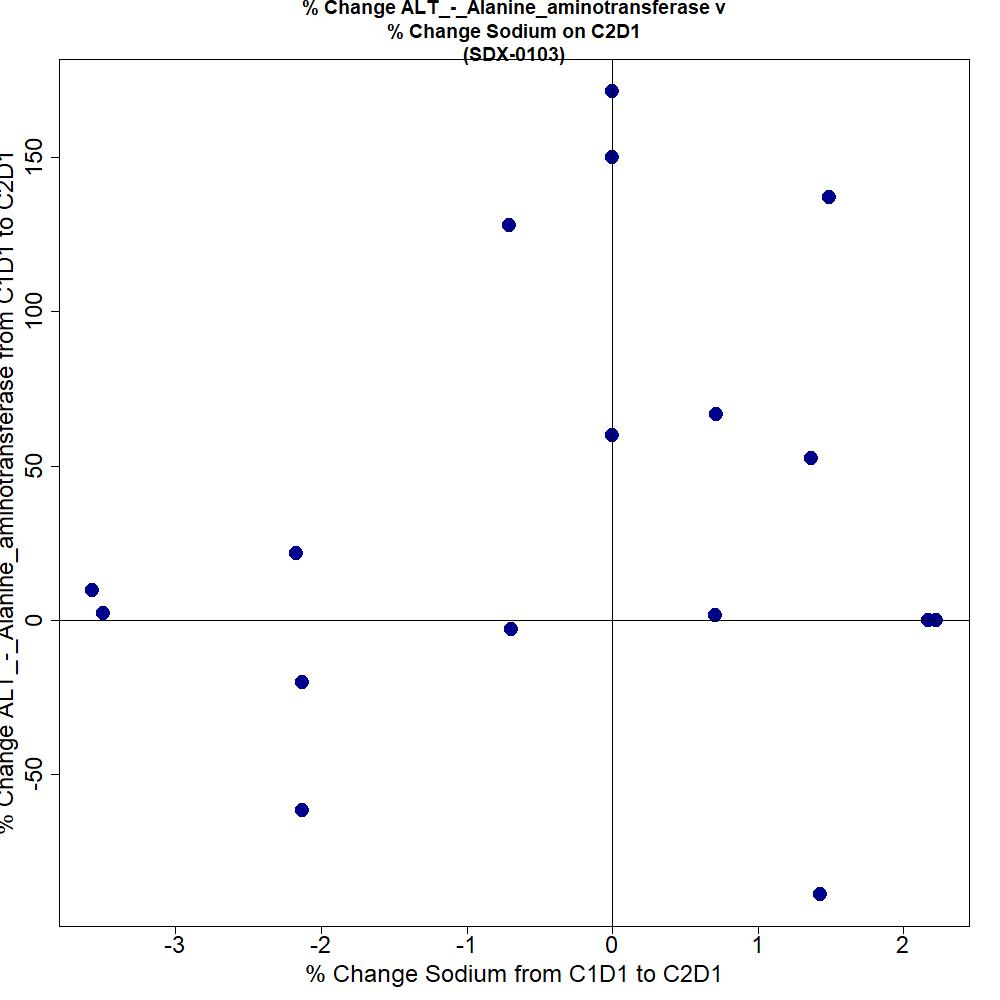 % Change ALT_-_Alanine_aminotransferase v
% Change Sodium on C2D1
(SDX-0103)
% Change ALT_-_Alanine_aminotransferase from C1D1 to C2D1
150
100
50
0
-50
-3 -2 -1 0 1 2
% Change Sodium from C1D1 to C2D1